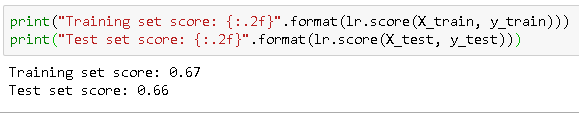 print("Training set score: {:.2f}".format(lr.score(X_train, y_train)))
print("Test set score: {:.2f}".format(lr.score(X_test, y_test)))
Training set score: 0.67
Test set score: 0.66